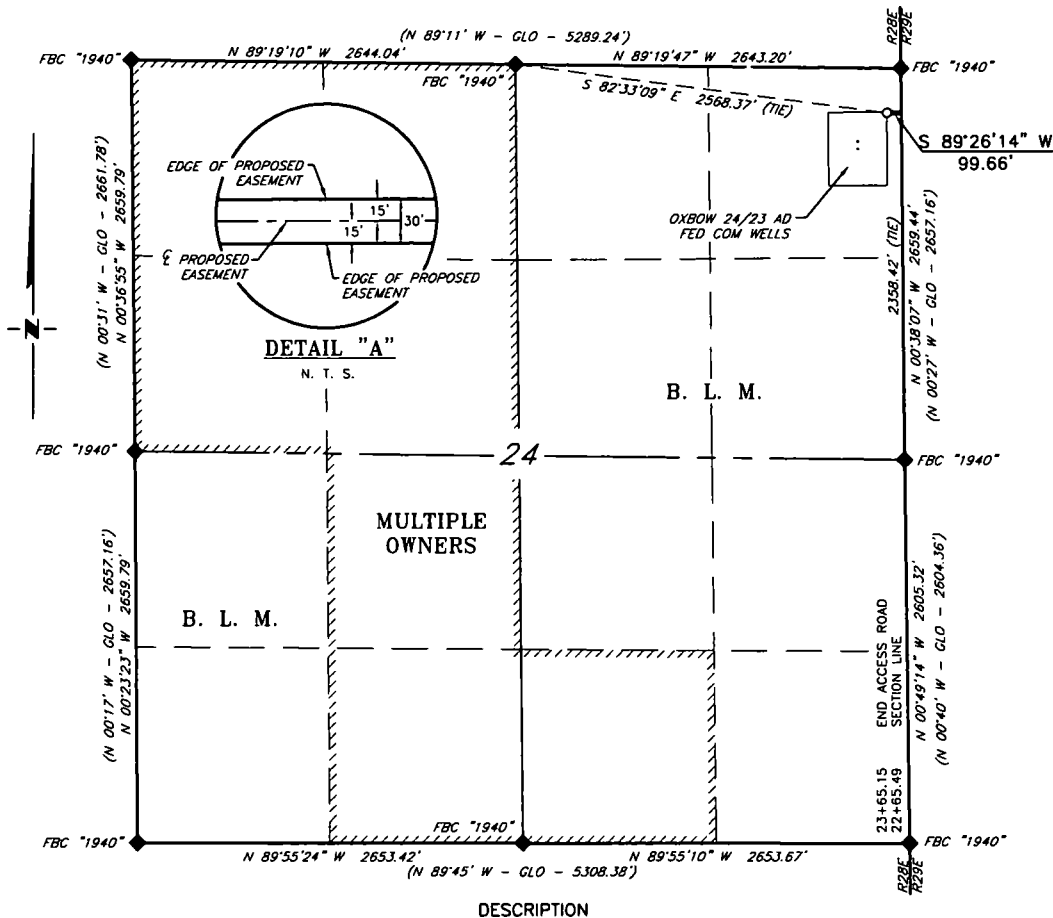 (N 89°11' W - GLO - 5289.24')
R28E
R29E
FBC "1940"
N 89°19'10" W 2644.04'
FBC "1940"
N 89°19'47" W 2643.20'
FBC "1940"
S 82°33'09" E 2568.37' (TIE)
S 89°26'14" W
99.66'
EDGE OF PROPOSED
EASEMENT
15'
15'
30'
℄ PROPOSED
EASEMENT
EDGE OF PROPOSED
EASEMENT
DETAIL "A"
N. T. S.
OXBOW 24/23 AD
FED COM WELLS
(N 00°31' W - GLO - 2661.78')
N 00°36'55" W 2659.79'
2358.42' (TIE)
N 00°38'07" W 2659.44'
(N 00°27' W - GLO - 2657.16')
N
B. L. M.
FBC "1940"
24
FBC "1940"
MULTIPLE
OWNERS
B. L. M.
(N 00°17' W - GLO - 2657.16')
N 00°23'23" W 2659.79'
END ACCESS ROAD
SECTION LINE
23+65.15
22+65.49
N 00°49'14" W 2605.32'
(N 00°40' W - GLO - 2604.36')
FBC "1940"
FBC "1940"
FBC "1940"
N 89°55'24" W 2653.42'
N 89°55'10" W 2653.67'
(N 89°45' W - GLO - 5308.38')
R28E
R29E
DESCRIPTION